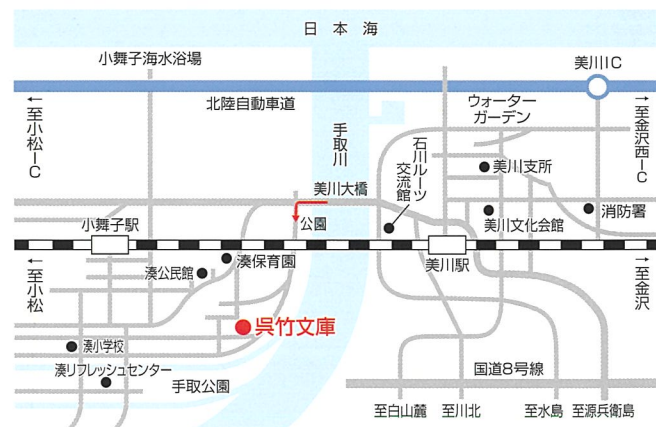 日本海
小舞子海水浴場
美川IC
北陸自動車道
ウォーター
ガーデン
←至小松IC
→至金沢西IC
手取川
石川ルーツ
交流館
美川支所
美川大橋
公園
消防署
美川文化会館
小舞子駅
美川駅
←至小松
→至金沢
湊保育園
湊公民館
呉竹文庫
湊小学校
湊リフレッシュセンター
手取公園
国道8号線
至白山麓
至川北
至水島
至源兵衛島